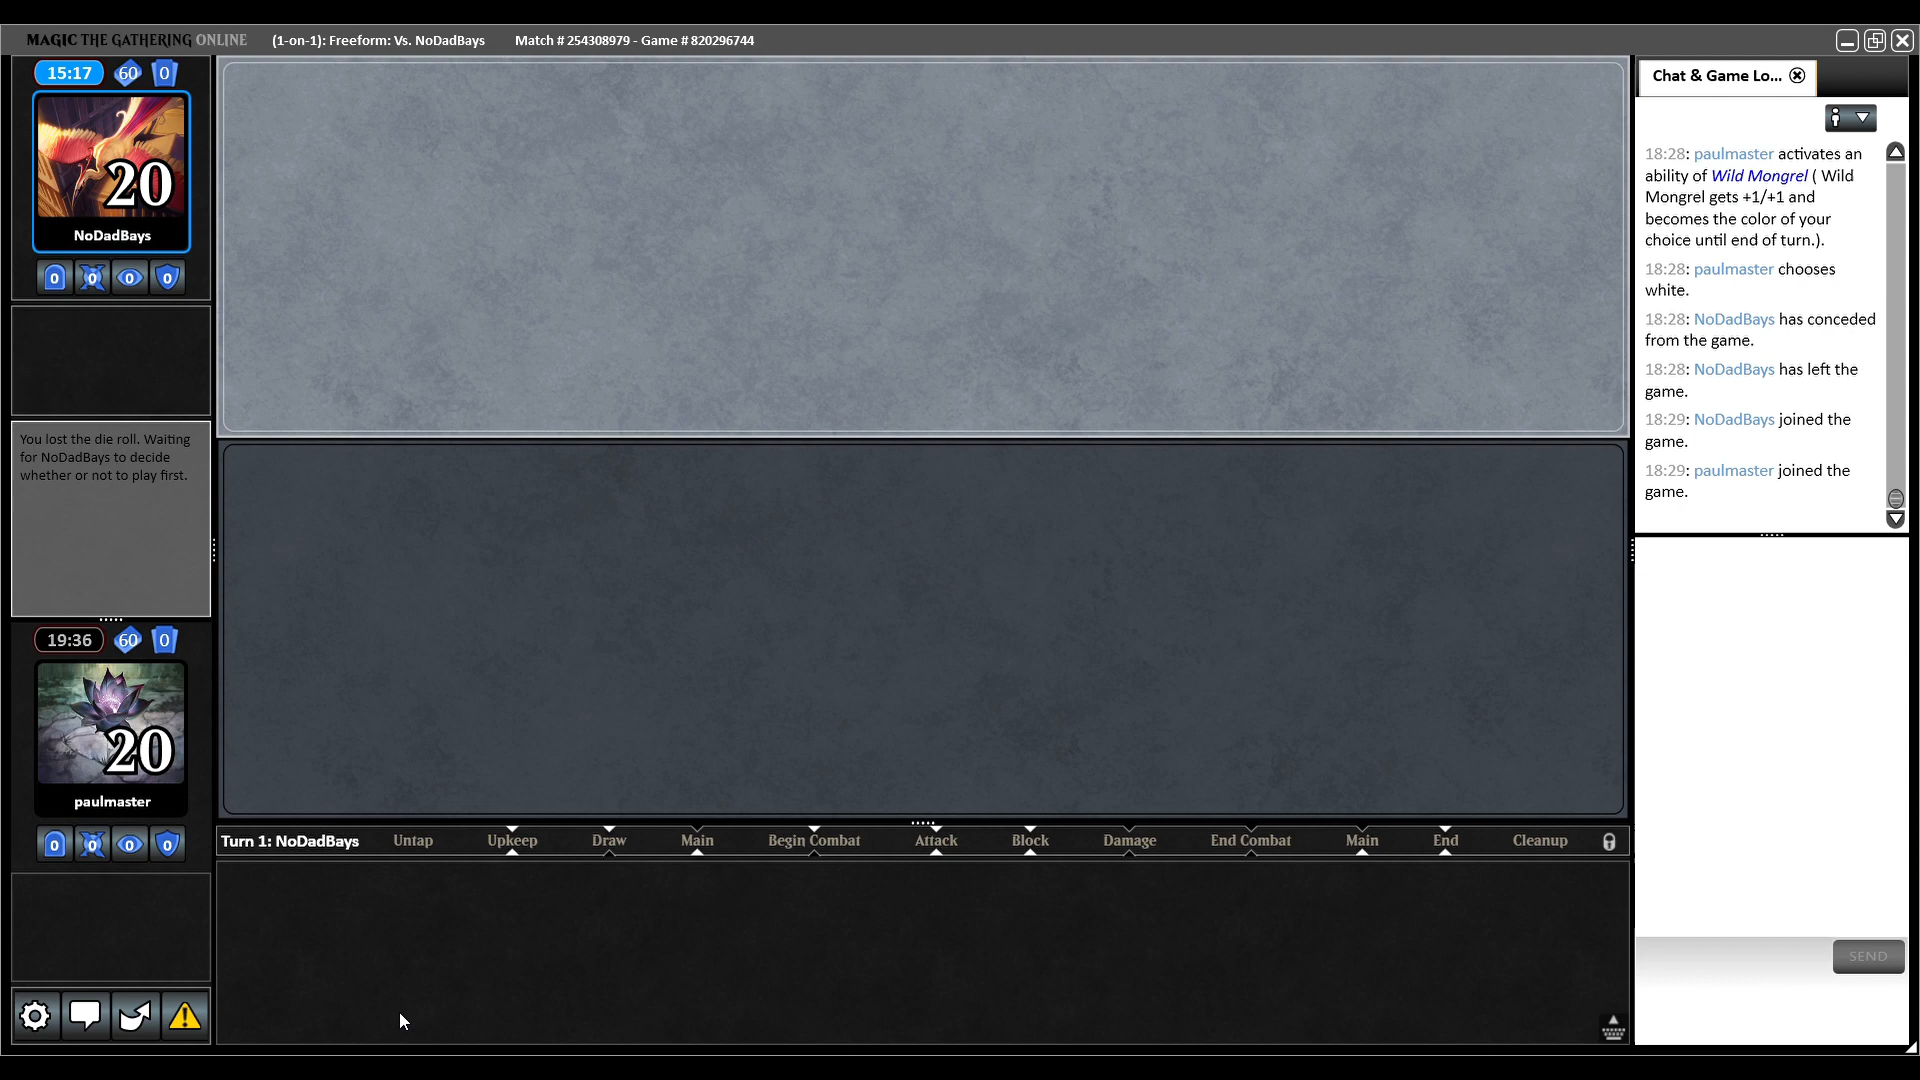 MAGIC THE GATHERING ONLINE (1-on-1): Freeform: Vs. NoDadBays Match # 254308979 - Game # 820296744
15:17 60 0
20
NoDadBays
0 0 0 0
You lost the die roll. Waiting
for NoDadBays to decide
whether or not to play first.
19:36 60 0
20
paulmaster
0 0 0 0
Turn 1: NoDadBays Untap Upkeep Draw Main Begin Combat Attack Block Damage End Combat Main End Cleanup
Chat & Game Lo...
18:28: paulmaster activates an
ability of Wild Mongrel ( Wild
Mongrel gets +1/+1 and
becomes the color of your
choice until end of turn.).
18:28: paulmaster chooses
white.
18:28: NoDadBays has conceded
from the game.
18:28: NoDadBays has left the
game.
18:29: NoDadBays joined the
game.
18:29: paulmaster joined the
game.
SEND